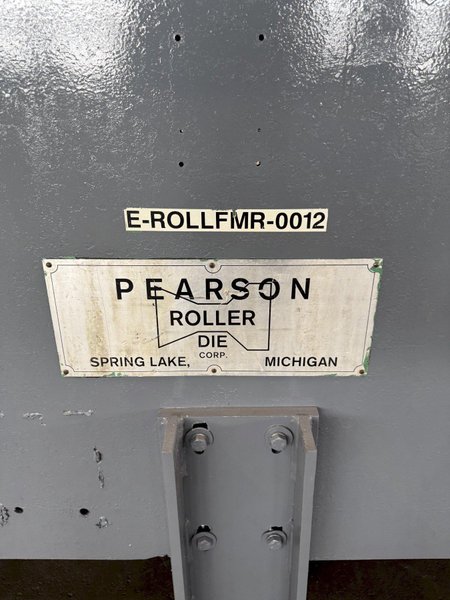 E-ROLLFMR-0012
PEARSON
ROLLER
DIE
CORP.
SPRING LAKE, MICHIGAN